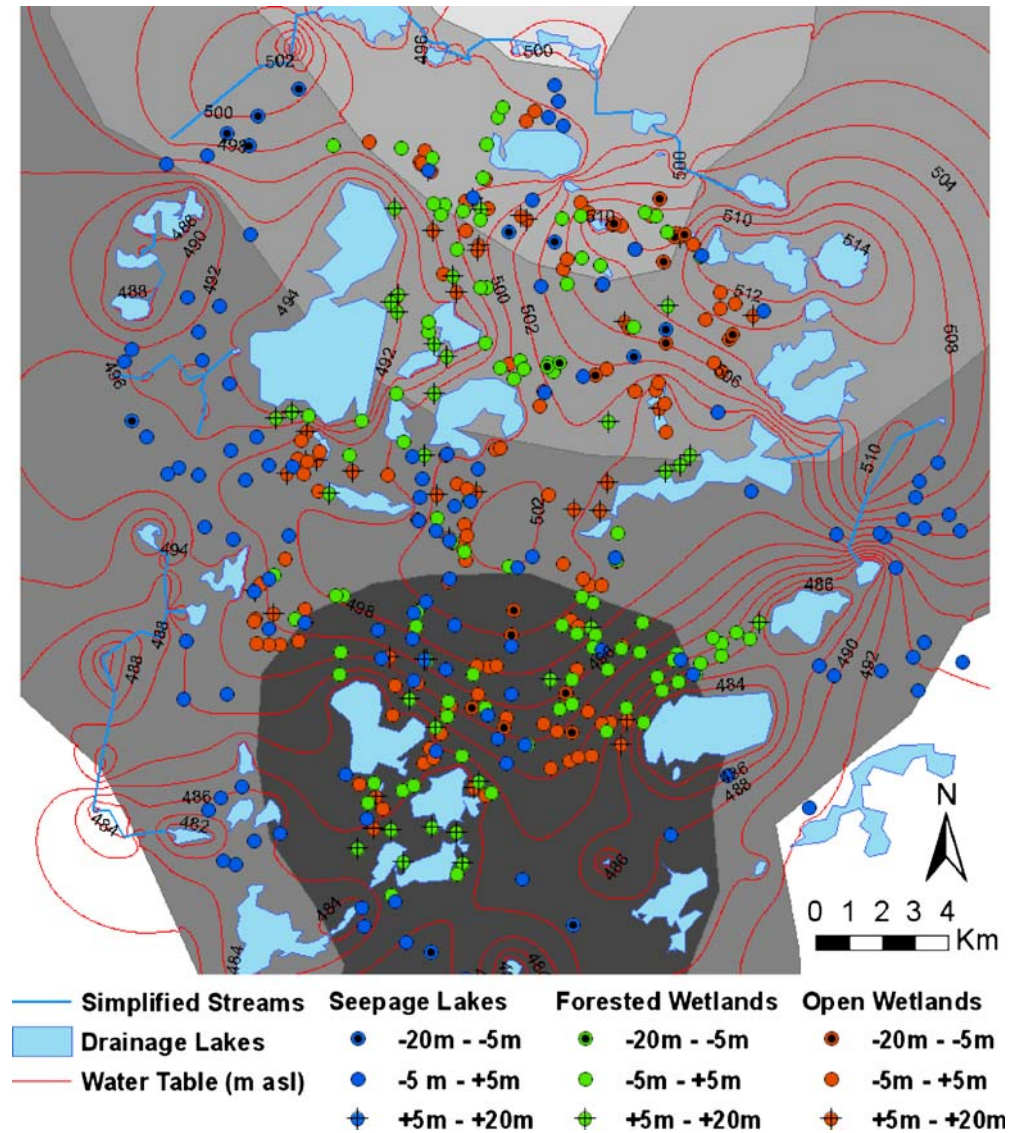 502
496
500
500
498
500
504
488
490
492
488
510
510
514
494
500
512
502
508
492
496
506
510
502
494
486
498
496
488
490
492
488
484
486
488
486
484
482
486
484
484
N
0 1 2 3 4
Km
Simplified Streams
Drainage Lakes
Water Table (m asl)
Seepage Lakes
-20m - -5m
-5 m - +5m
+5m - +20m
Forested Wetlands
-20m - -5m
-5m - +5m
+5m - +20m
Open Wetlands
-20m - -5m
-5m - +5m
+5m - +20m